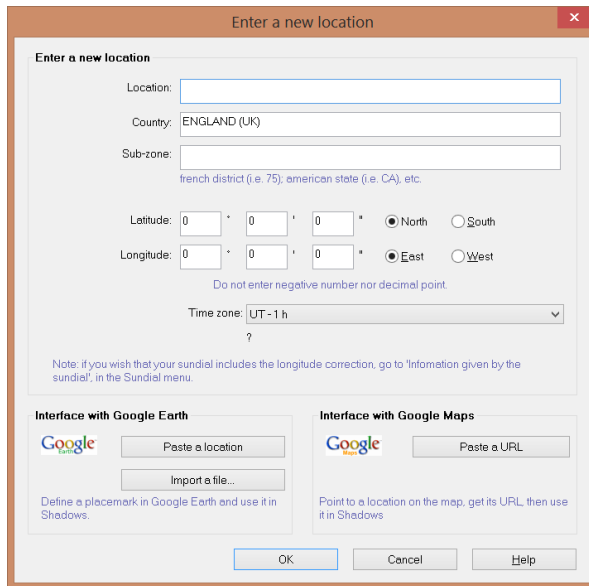 Enter a new location
Enter a new location
Location:
Country: ENGLAND (UK)
Sub-zone:
french district (i.e. 75); american state (i.e. CA), etc.
Latitude: 0 ° 0 ' 0 " North South
Longitude: 0 ° 0 ' 0 " East West
Do not enter negative number nor decimal point.
Time zone: UT - 1 h
?
Note: if you wish that your sundial includes the longitude correction, go to 'Infomation given by the
sundial', in the Sundial menu.
Interface with Google Earth
Google Earth Paste a location
Import a file...
Define a placemark in Google Earth and use it in
Shadows.
Interface with Google Maps
Google Maps Paste a URL
Point to a location on the map, get its URL, then use
it in Shadows
OK Cancel Help